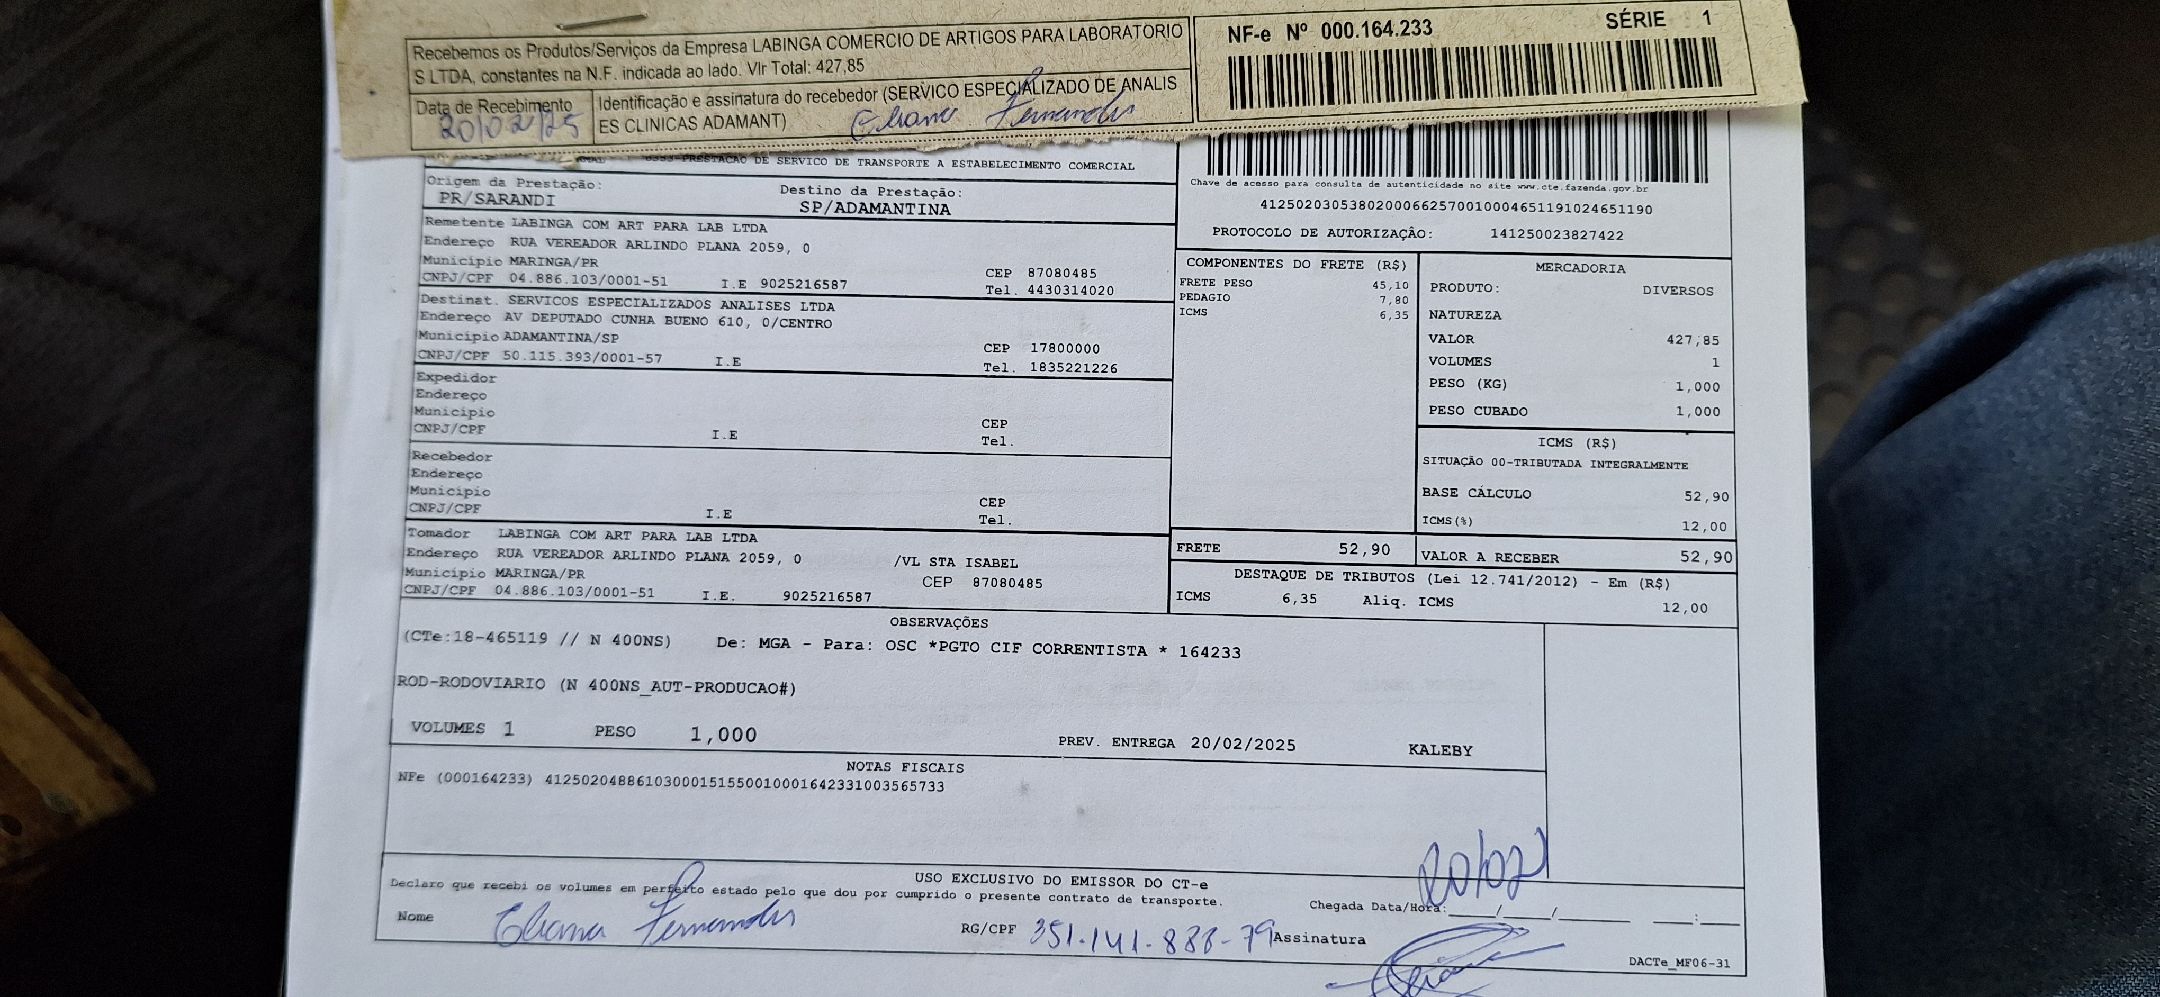 Recebemos os Produtos/Serviços da Empresa LABINGA COMERCIO DE ARTIGOS PARA LABORATORIO
S LTDA, constantes na N.F. indicada ao lado. Vlr Total: 427,85
Data de Recebimento
20/02/25
Identificação e assinatura do recebedor (SERVICO ESPECIALIZADO DE ANALIS
ES CLINICAS ADAMANT)
Eliana Fernandes
NF-e Nº 000.164.233 SÉRIE 1
PRESTACAO DE SERVICO DE TRANSPORTE A ESTABELECIMENTO COMERCIAL
Origem da Prestação:
PR/SARANDI
Destino da Prestação:
SP/ADAMANTINA
Chave de acesso para consulta de autenticidade no site www.cte.fazenda.gov.br
41250203053802000662570010004651191024651190
PROTOCOLO DE AUTORIZAÇÃO: 141250023827422
Remetente LABINGA COM ART PARA LAB LTDA
Endereço RUA VEREADOR ARLINDO PLANA 2059, 0
Município MARINGA/PR CEP 87080485
CNPJ/CPF 04.886.103/0001-51 I.E 9025216587 Tel. 4430314020
Destinat. SERVICOS ESPECIALIZADOS ANALISES LTDA
Endereço AV DEPUTADO CUNHA BUENO 610, 0/CENTRO
Município ADAMANTINA/SP CEP 17800000
CNPJ/CPF 50.115.393/0001-57 I.E Tel. 1835221226
Expedidor
Endereço
Município CEP
CNPJ/CPF I.E Tel.
Recebedor
Endereço
Município CEP
CNPJ/CPF I.E Tel.
Tomador LABINGA COM ART PARA LAB LTDA
Endereço RUA VEREADOR ARLINDO PLANA 2059, 0 /VL STA ISABEL
Município MARINGA/PR CEP 87080485
CNPJ/CPF 04.886.103/0001-51 I.E. 9025216587
COMPONENTES DO FRETE (R$)
FRETE PESO 45,10
PEDAGIO 7,80
ICMS 6,35
MERCADORIA
PRODUTO: DIVERSOS
NATUREZA
VALOR 427,85
VOLUMES 1
PESO (KG) 1,000
PESO CUBADO 1,000
ICMS (R$)
SITUAÇÃO 00-TRIBUTADA INTEGRALMENTE
BASE CÁLCULO 52,90
ICMS(%) 12,00
FRETE 52,90
VALOR A RECEBER 52,90
DESTAQUE DE TRIBUTOS (Lei 12.741/2012) - Em (R$)
ICMS 6,35 Aliq. ICMS 12,00
OBSERVAÇÕES
(CTe:18-465119 // N 400NS) De: MGA - Para: OSC *PGTO CIF CORRENTISTA * 164233
ROD-RODOVIARIO (N 400NS_AUT-PRODUCAO#)
VOLUMES 1 PESO 1,000 PREV. ENTREGA 20/02/2025 KALEBY
NOTAS FISCAIS
NFe (000164233) 41250204886103000151550010001642331003565733
USO EXCLUSIVO DO EMISSOR DO CT-e
Declaro que recebi os volumes em perfeito estado pelo que dou por cumprido o presente contrato de transporte.
20/02
Chegada Data/Hora:____/____/______ ____:____
Nome Eliana Fernandes RG/CPF 351.141.888-79 Assinatura
DACTe_MF06-31